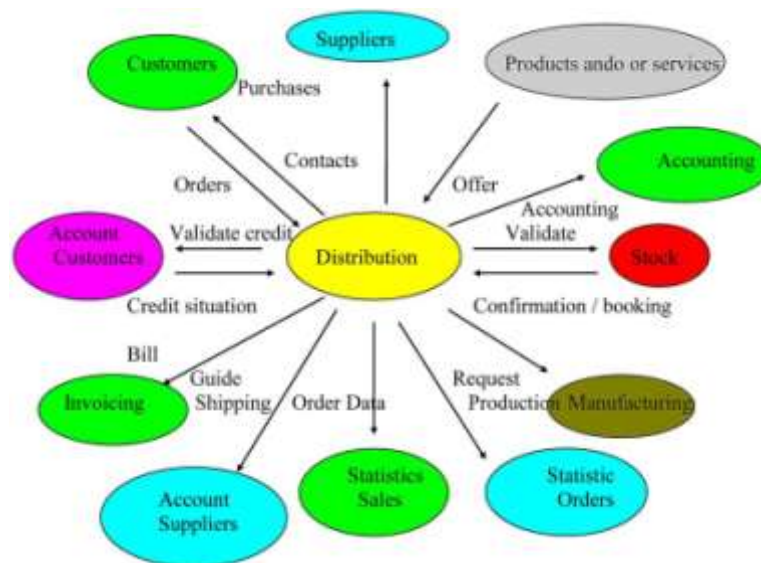 Suppliers
Customers
Products ando or services
Purchases
Contacts
Orders
Offer
Accounting
Accounting
Account
Customers
Validate credit
Distribution
Validate
Stock
Credit situation
Confirmation / booking
Bill
Guide
Shipping
Order Data
Request
Production
Manufacturing
Invoicing
Account
Suppliers
Statistics
Sales
Statistic
Orders